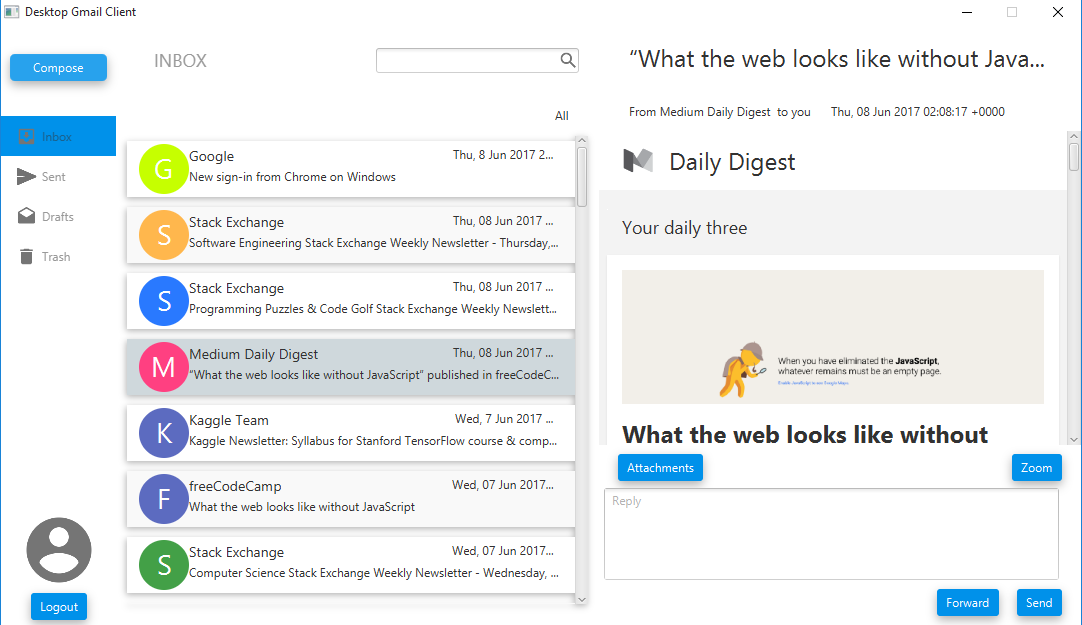 Desktop Gmail Client
Compose
INBOX
All
Inbox
Sent
Drafts
Trash
Logout
G
Google
Thu, 8 Jun 2017 2...
New sign-in from Chrome on Windows
S
Stack Exchange
Thu, 08 Jun 2017 ...
Software Engineering Stack Exchange Weekly Newsletter - Thursday,...
S
Stack Exchange
Thu, 08 Jun 2017 ...
Programming Puzzles & Code Golf Stack Exchange Weekly Newslett...
M
Medium Daily Digest
Thu, 08 Jun 2017 ...
“What the web looks like without JavaScript” published in freeCodeC...
K
Kaggle Team
Wed, 7 Jun 2017 ...
Kaggle Newsletter: Syllabus for Stanford TensorFlow course & comp...
F
freeCodeCamp
Wed, 07 Jun 2017...
What the web looks like without JavaScript
S
Stack Exchange
Wed, 07 Jun 2017...
Computer Science Stack Exchange Weekly Newsletter - Wednesday, ...
“What the web looks like without Java...
From Medium Daily Digest to you Thu, 08 Jun 2017 02:08:17 +0000
Daily Digest
Your daily three
When you have eliminated the JavaScript,
whatever remains must be an empty page.
Enable JavaScript to see Google Maps.
What the web looks like without
Attachments
Zoom
Reply
Forward
Send